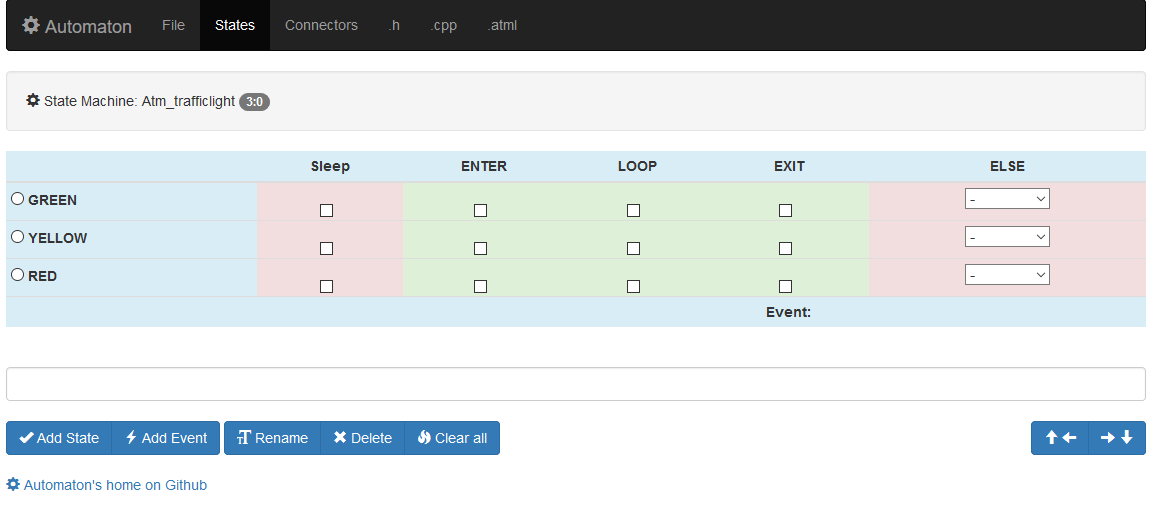 Automaton File States Connectors .h .cpp .atml
State Machine: Atm_trafficlight 3:0
Sleep ENTER LOOP EXIT ELSE
GREEN -
YELLOW -
RED -
Event:
Add State Add Event Rename Delete Clear all
Automaton's home on Github